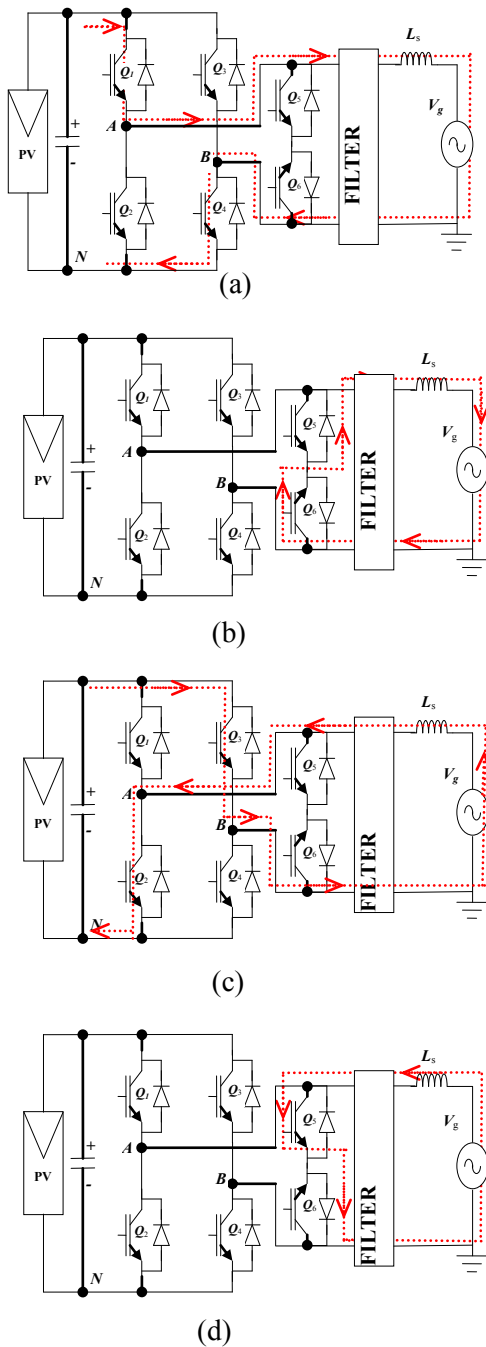 Q1 Q3 Ls
Q5 Vg
PV + - A B FILTER
Q2 Q4 Q6
N
(a)
Q1 Q3 Ls
Q5 Vg
PV + - A B FILTER
Q2 Q4 Q6
N
(b)
Q1 Q3 Ls
Q5 Vg
PV + - A B FILTER
Q2 Q4 Q6
N
(c)
Q1 Q3 Ls
Q5 Vg
PV + - A B FILTER
Q2 Q4 Q6
N
(d)